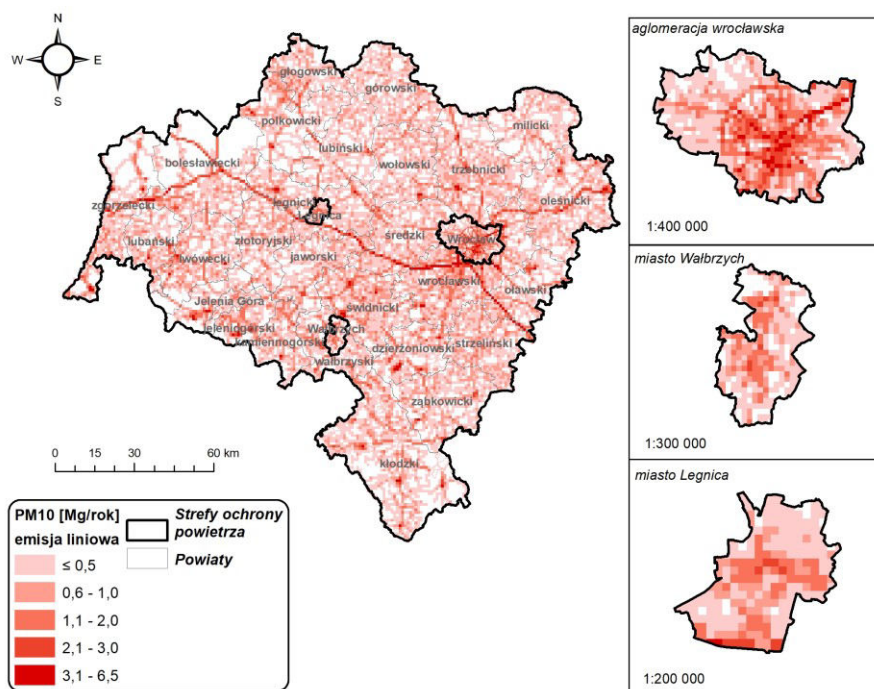 N
W
E
S
głogowski
górowski
polkowicki
milicki
lubiński
bolesławiecki
wołowski
trzebnicki
legnicki
oleśnicki
zgorzelecki
Legnica
lubański
złotoryjski
średzki
Wrocław
lwówecki
jaworski
wrocławski
oławski
Jelenia Góra
świdnicki
jeleniogórski
Wałbrzych
kamiennogórski
dzierżoniowski
strzeliński
wałbrzyski
ząbkowicki
kłodzki
0 15 30 60 km
PM10 [Mg/rok]
emisja liniowa
≤ 0,5
0,6 - 1,0
1,1 - 2,0
2,1 - 3,0
3,1 - 6,5
Strefy ochrony
powietrza
Powiaty
aglomeracja wrocławska
1:400 000
miasto Wałbrzych
1:300 000
miasto Legnica
1:200 000